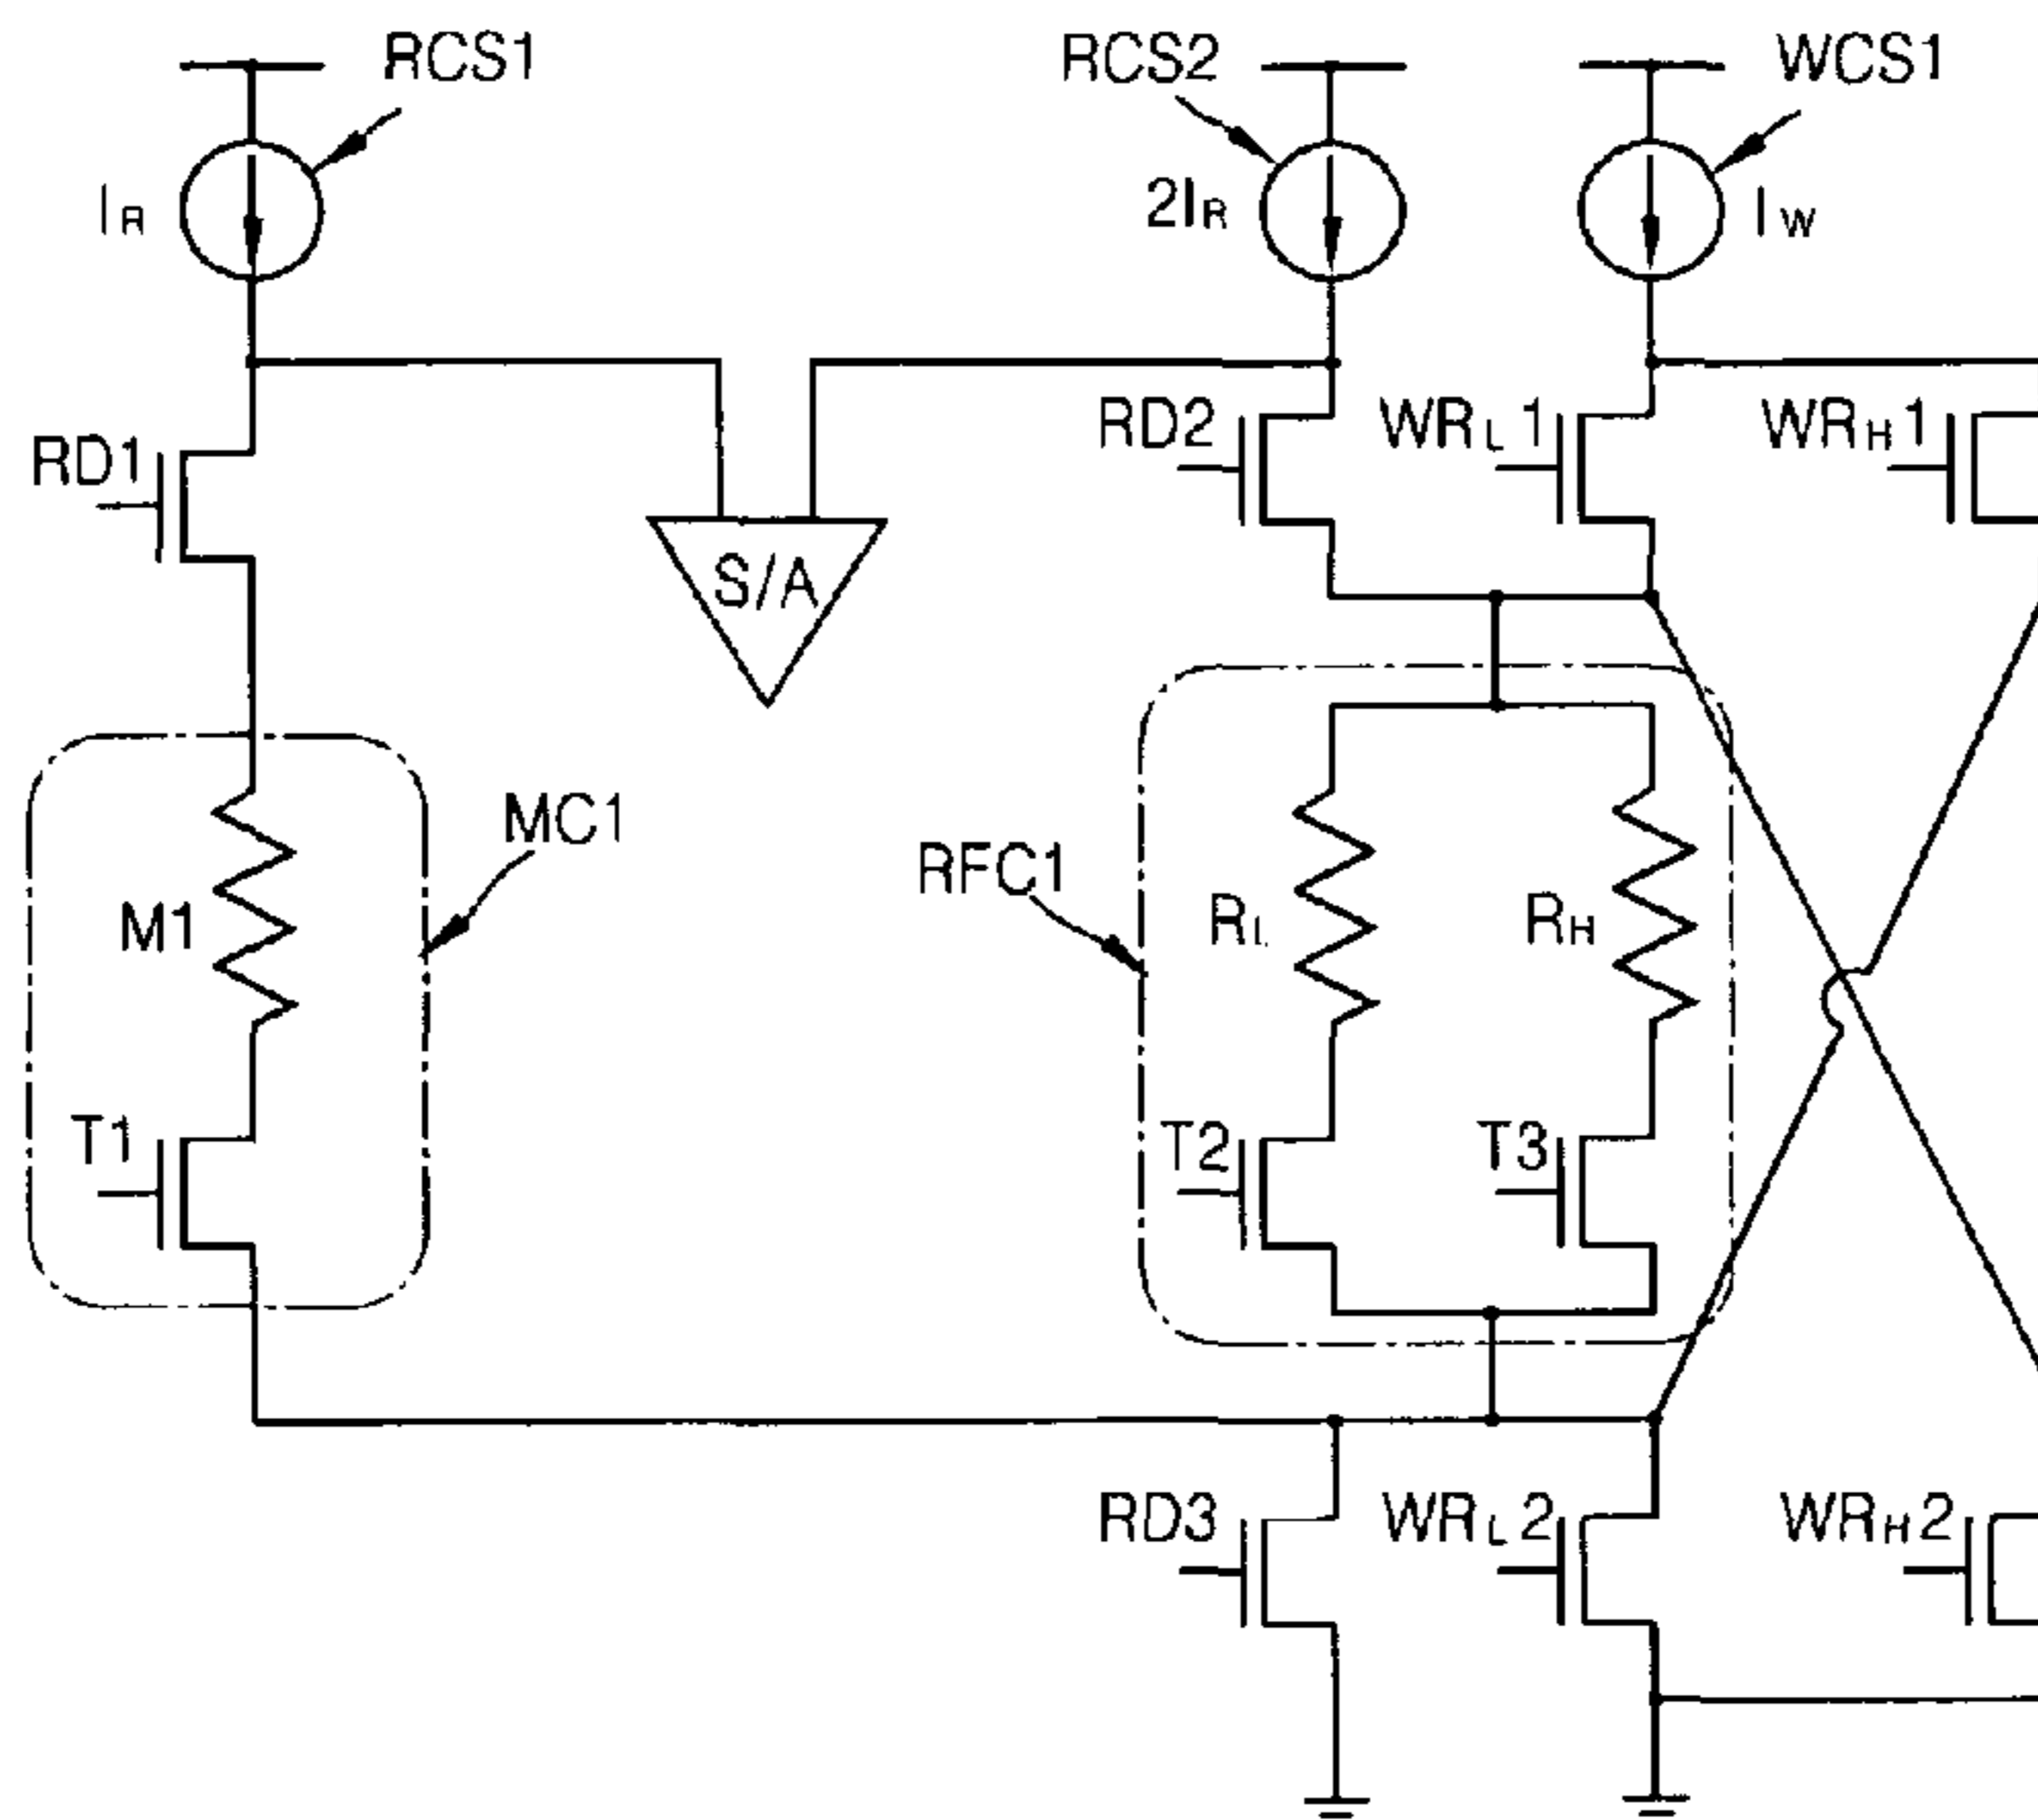 RCS1
RCS2
WCS1
IR
2IR
IW
RD1
RD2
WRL1
WRH1
S/A
M1
MC1
RFC1
RL
RH
T1
T2
T3
RD3
WRL2
WRH2